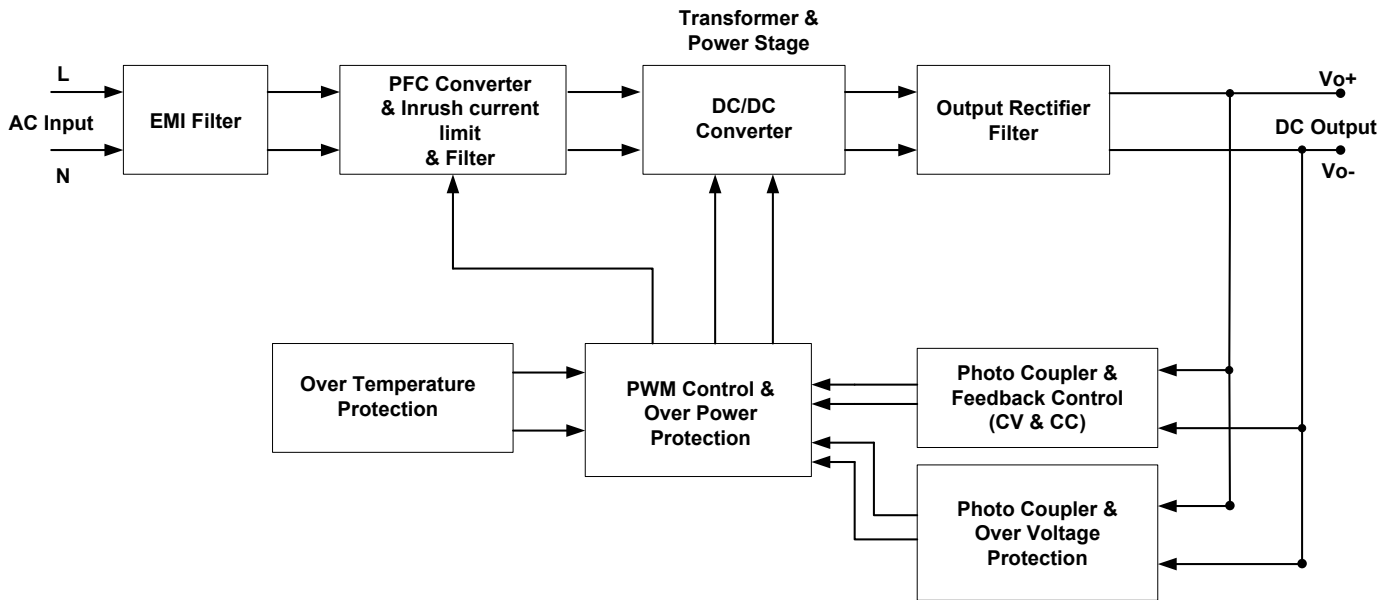 Transformer &
Power Stage
L
AC Input
N
EMI Filter
PFC Converter
& Inrush current
limit
& Filter
DC/DC
Converter
Output Rectifier
Filter
Vo+
DC Output
Vo-
Over Temperature
Protection
PWM Control &
Over Power
Protection
Photo Coupler &
Feedback Control
(CV & CC)
Photo Coupler &
Over Voltage
Protection